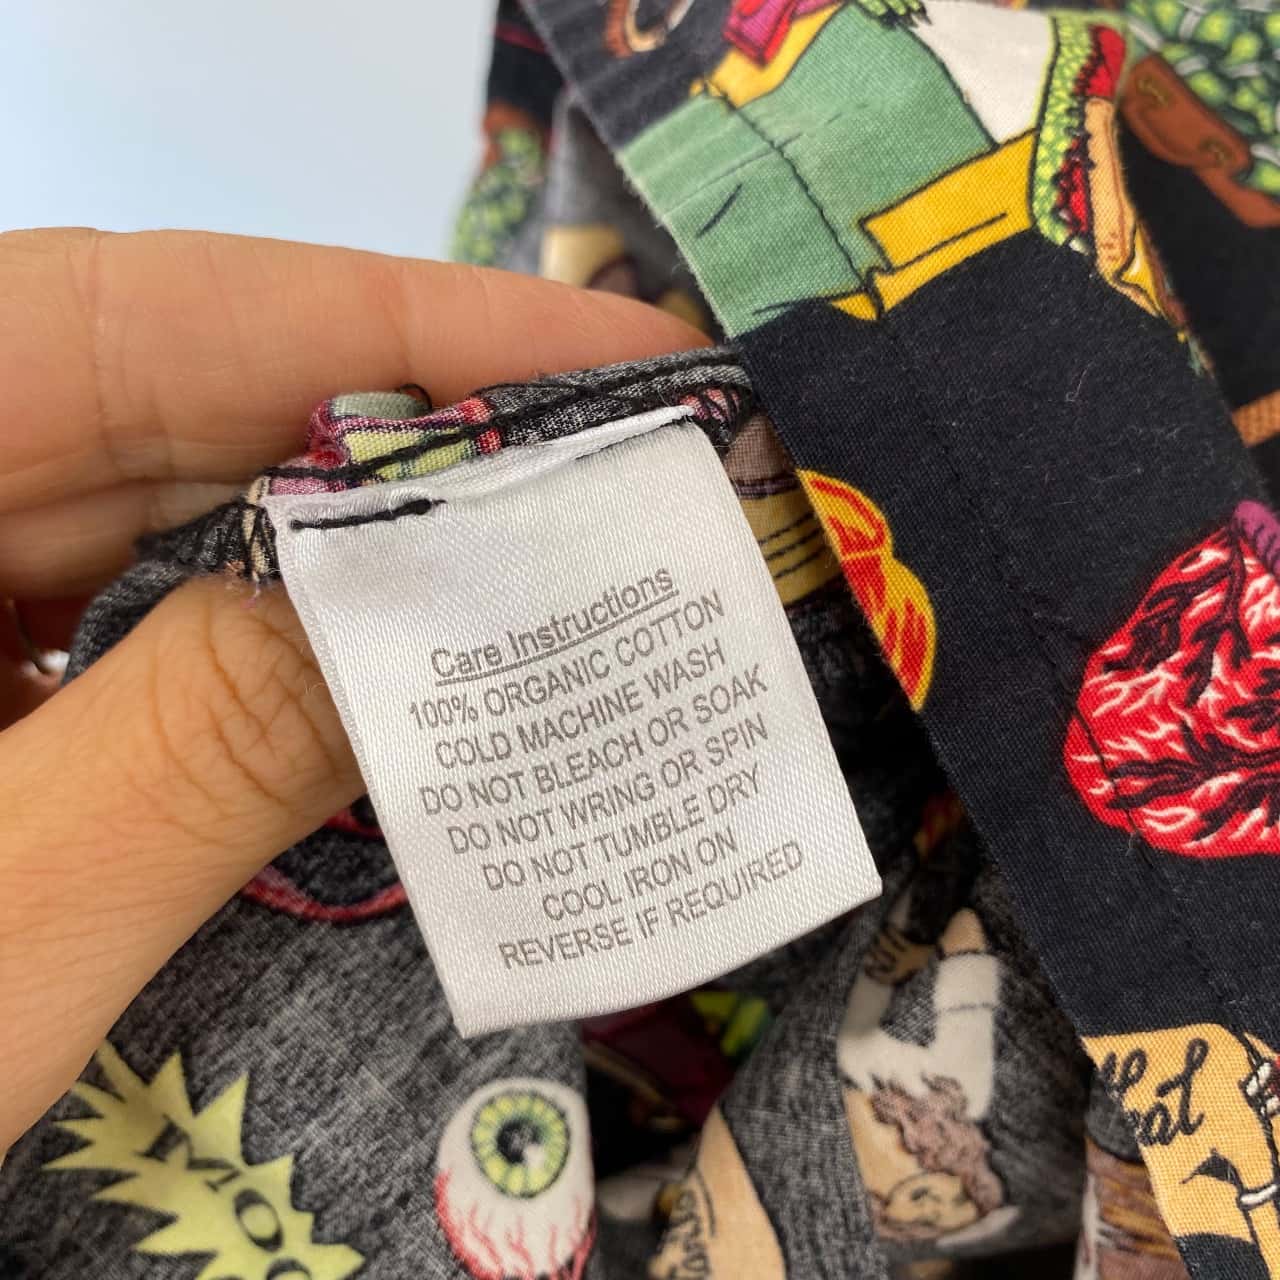 Care Instructions
100% ORGANIC COTTON
COLD MACHINE WASH
DO NOT BLEACH OR SOAK
DO NOT WRING OR SPIN
DO NOT TUMBLE DRY
COOL IRON ON
REVERSE IF REQUIRED